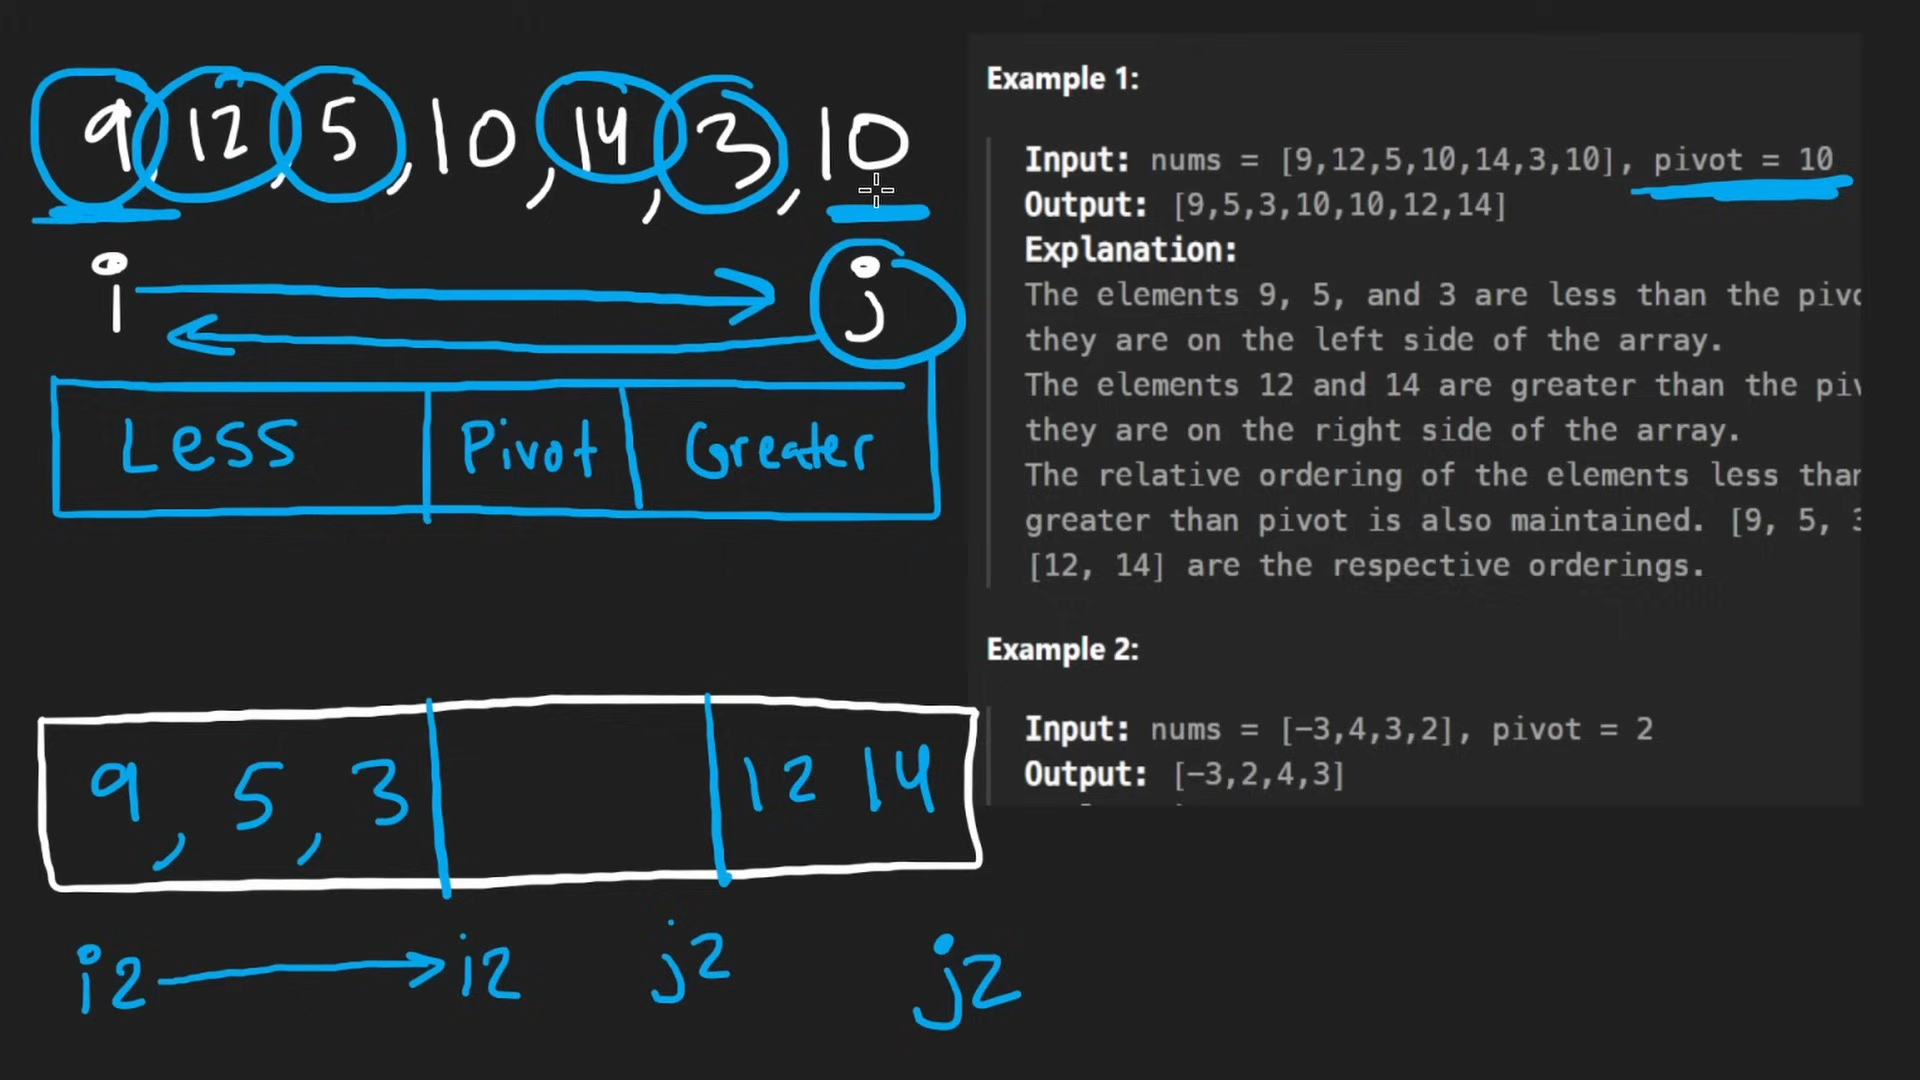 9, 12, 5, 10, 14, 3, 10
i j
Less Pivot Greater
9, 5, 3 12 14
i2 i2 j2 j2
Example 1:
Input: nums = [9,12,5,10,14,3,10], pivot = 10
Output: [9,5,3,10,10,12,14]
Explanation:
The elements 9, 5, and 3 are less than the
they are on the left side of the array.
The elements 12 and 14 are greater than the
they are on the right side of the array.
The relative ordering of the elements less
greater than pivot is also maintained. [9, 5,
[12, 14] are the respective orderings.
Example 2:
Input: nums = [-3,4,3,2], pivot = 2
Output: [-3,2,4,3]